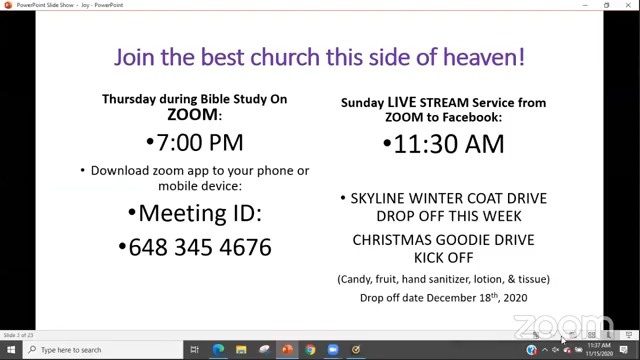 PowerPoint Slide Show - Joy - PowerPoint
Join the best church this side of heaven!
Thursday during Bible Study On
ZOOM:
•7:00 PM
• Download zoom app to your phone or
mobile device:
•Meeting ID:
•648 345 4676
Sunday LIVE STREAM Service from
ZOOM to Facebook:
•11:30 AM
• SKYLINE WINTER COAT DRIVE
DROP OFF THIS WEEK
CHRISTMAS GOODIE DRIVE
KICK OFF
(Candy, fruit, hand sanitizer, lotion, & tissue)
Drop off date December 18th, 2020
Slide 2 of 23
zoom
Type here to search
11:37 AM
11/15/2020